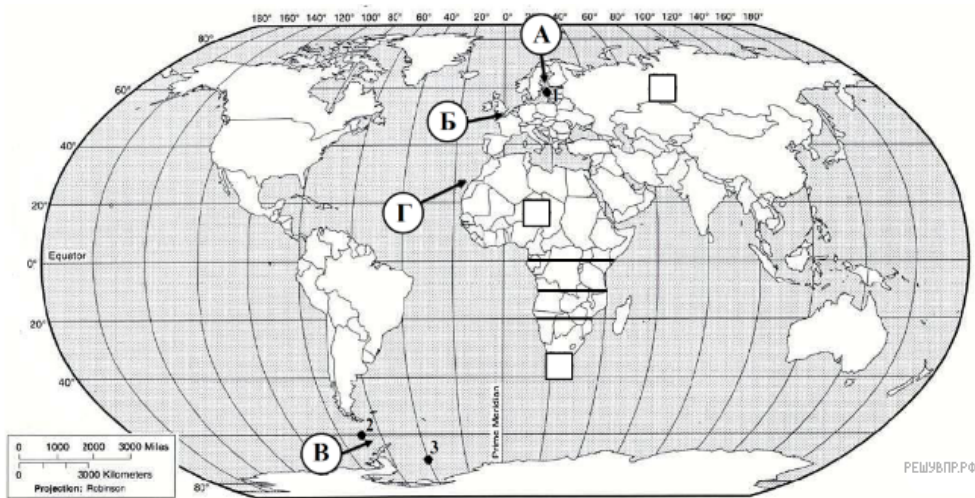 180° 160° 140° 120° 100° 80° 60° 40° 20° 0° 20° 40° 60° 80° 100° 120° 140° 160° 180°
80°
А
60°
1
Б
40°
Г
20°
Equator
0°
20°
40°
Prime Meridian
2
В
3
80°
0 1000 2000 3000 Miles
0 3000 Kilometers
Projection: Robinson
РЕШУВПР.РФ